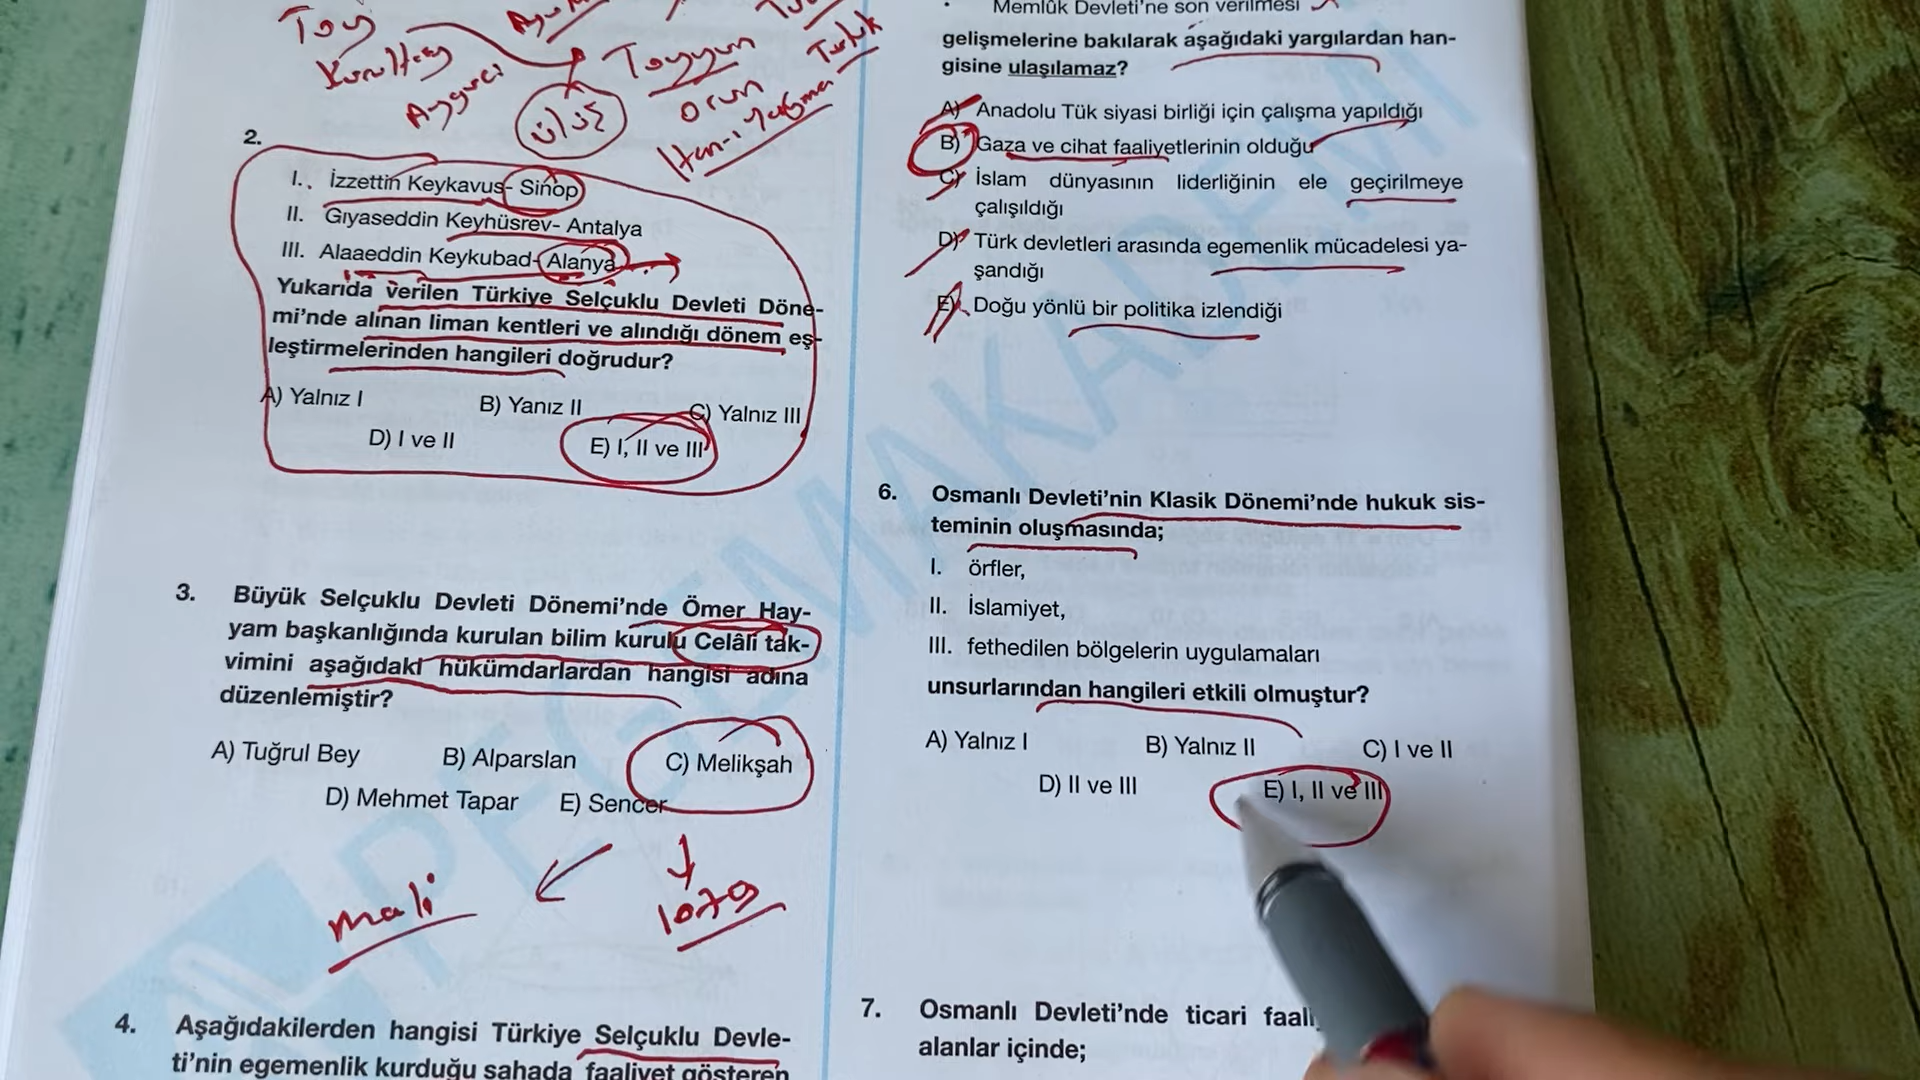 Toy
Kurultay
Ayguci
Toygun
orun
Han-ı Yağma
2.
I. İzzettin Keykavus- Sinop
II. Gıyaseddin Keyhüsrev- Antalya
III. Alaaeddin Keykubad- Alanya
Yukarıda verilen Türkiye Selçuklu Devleti Döne-
mi'nde alınan liman kentleri ve alındığı dönem eş-
leştirmelerinden hangileri doğrudur?
A) Yalnız I
B) Yanız II
C) Yalnız III
D) I ve II
E) I, II ve III
3. Büyük Selçuklu Devleti Dönemi'nde Ömer Hay-
yam başkanlığında kurulan bilim kurulu Celâli tak-
vimini aşağıdaki hükümdarlardan hangisi adına
düzenlemiştir?
A) Tuğrul Bey
B) Alparslan
C) Melikşah
D) Mehmet Tapar
E) Sencer
mali
1079
4. Aşağıdakilerden hangisi Türkiye Selçuklu Devle-
ti'nin egemenlik kurduğu sahada faaliyet gösteren
Memlûk Devleti'ne son verilmesi
gelişmelerine bakılarak aşağıdaki yargılardan han-
gisine ulaşılamaz?
A) Anadolu Tük siyasi birliği için çalışma yapıldığı
B) Gaza ve cihat faaliyetlerinin olduğu
C) İslam dünyasının liderliğinin ele geçirilmeye
çalışıldığı
D) Türk devletleri arasında egemenlik mücadelesi ya-
şandığı
E) Doğu yönlü bir politika izlendiği
6. Osmanlı Devleti'nin Klasik Dönemi'nde hukuk sis-
teminin oluşmasında;
I. örfler,
II. İslamiyet,
III. fethedilen bölgelerin uygulamaları
unsurlarından hangileri etkili olmuştur?
A) Yalnız I
B) Yalnız II
C) I ve II
D) II ve III
E) I, II ve III
7. Osmanlı Devleti'nde ticari
alanlar içinde;
PEGEM AKADEMİ